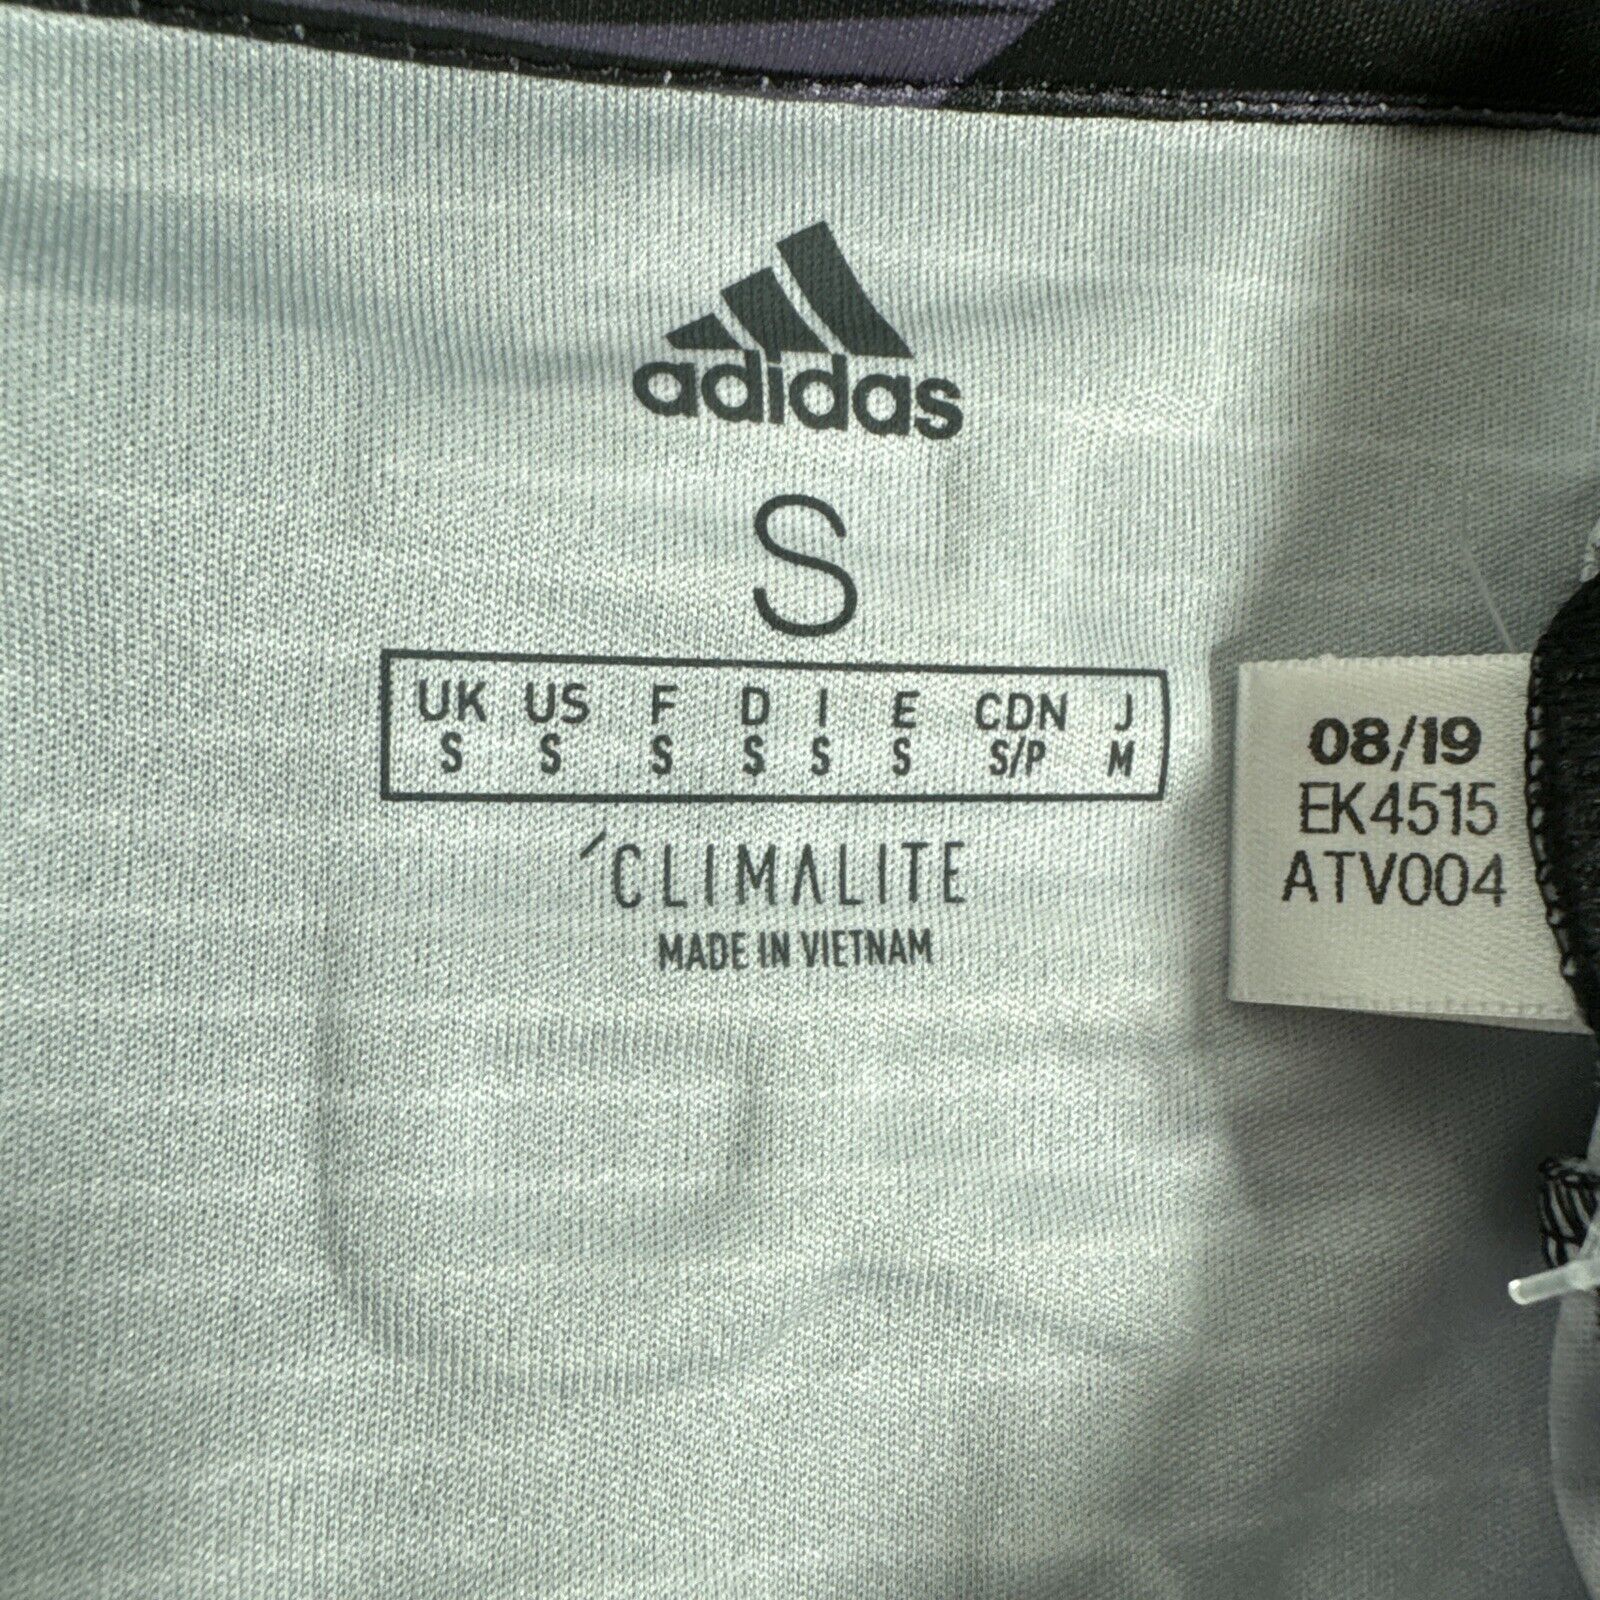 adidas
S
UK US F D I E CDN J
S S S S S S S/P M
´CLIMALITE
MADE IN VIETNAM
08/19
EK4515
ATV004